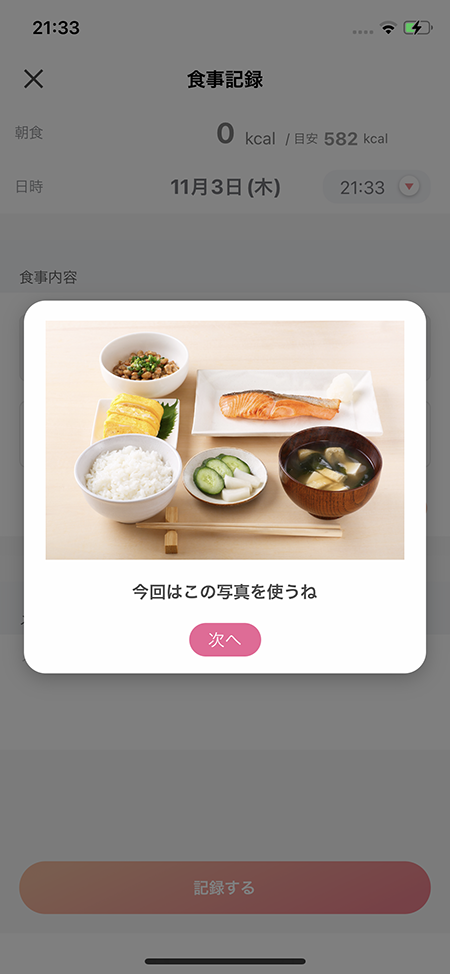 21:33
食事記録
朝食 0 kcal / 目安 582 kcal
日時 11月3日(木) 21:33
食事内容
今回はこの写真を使うね
次へ
記録する